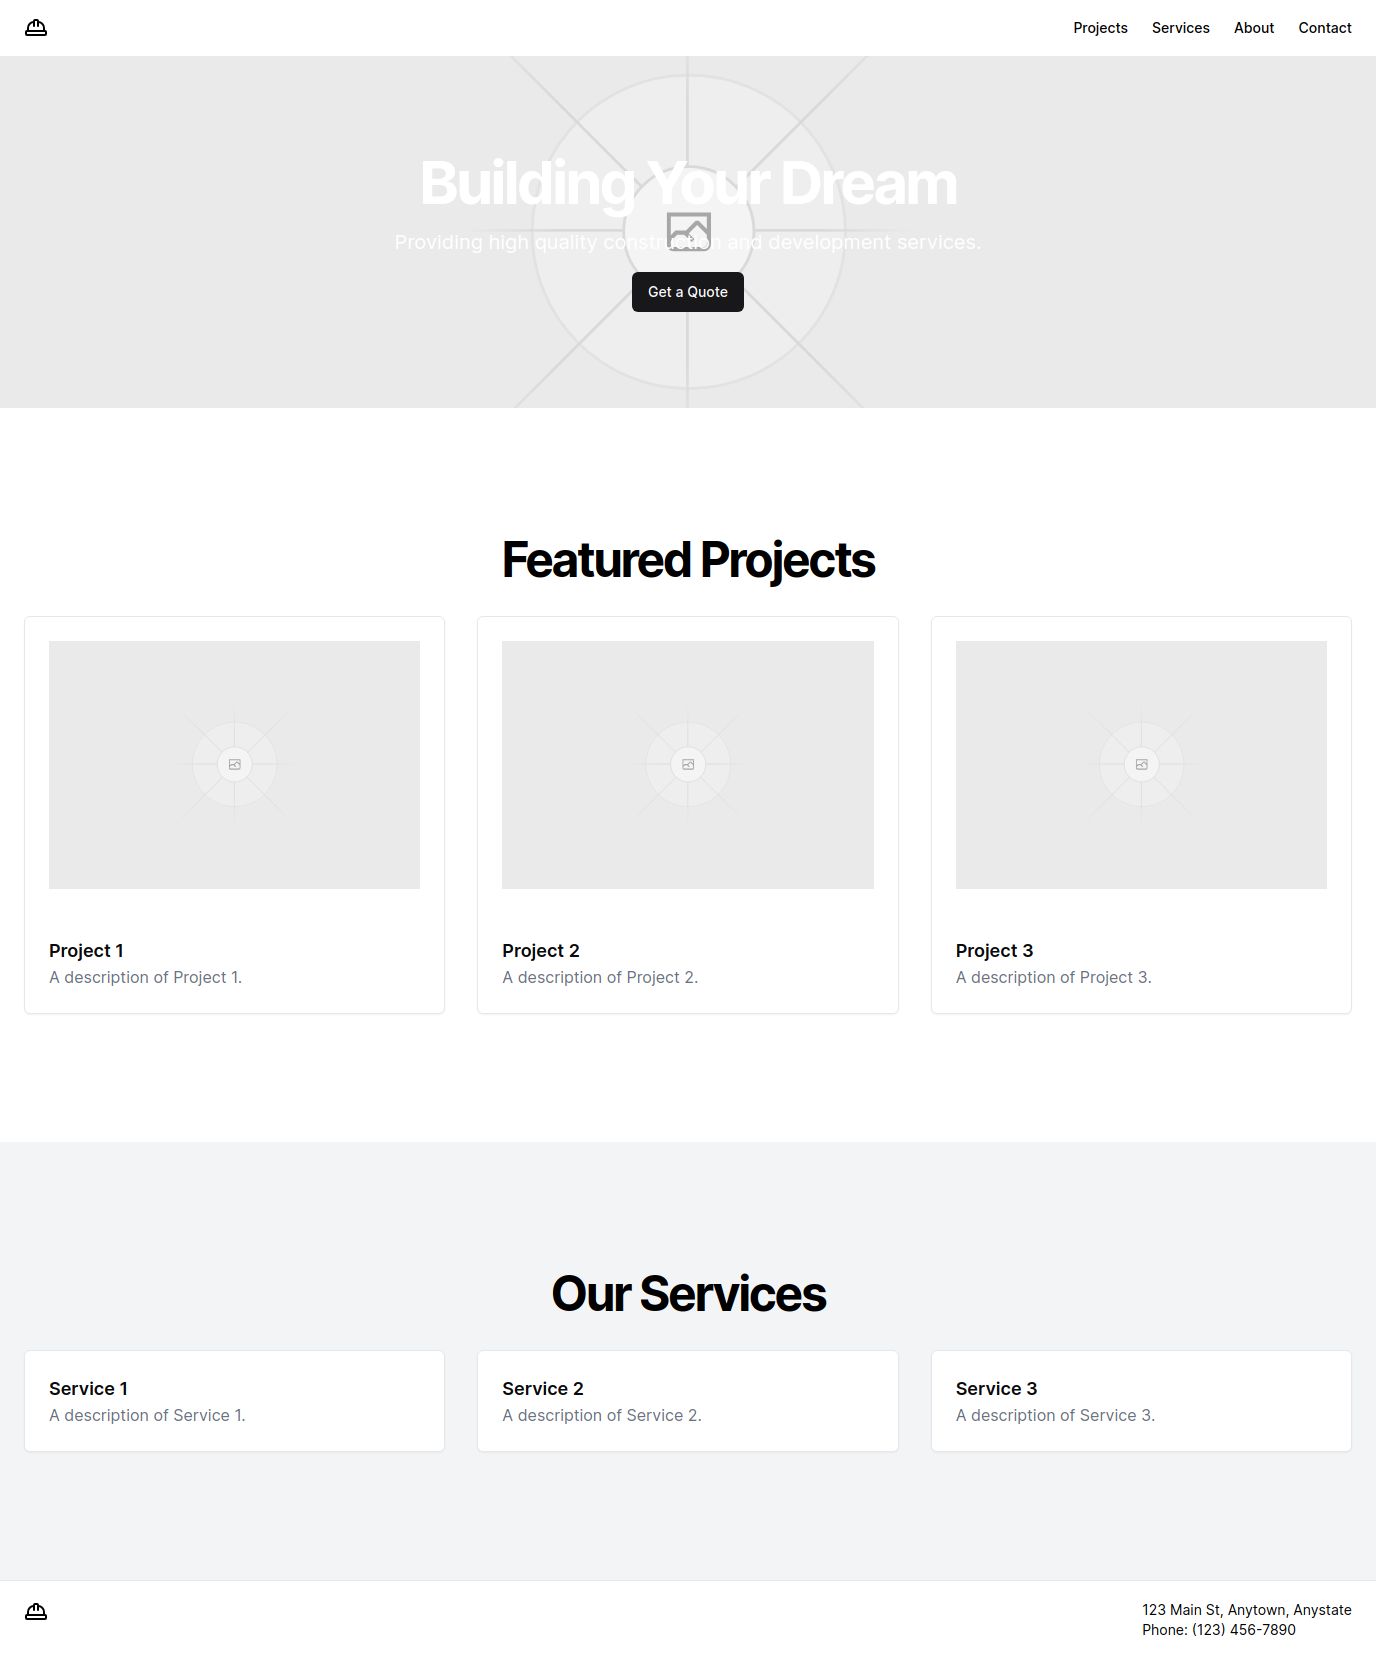 Projects Services About Contact
Building Your Dream
Providing high quality construction and development services.
Get a Quote
Featured Projects
Project 1
A description of Project 1.
Project 2
A description of Project 2.
Project 3
A description of Project 3.
Our Services
Service 1
A description of Service 1.
Service 2
A description of Service 2.
Service 3
A description of Service 3.
123 Main St, Anytown, Anystate
Phone: (123) 456-7890